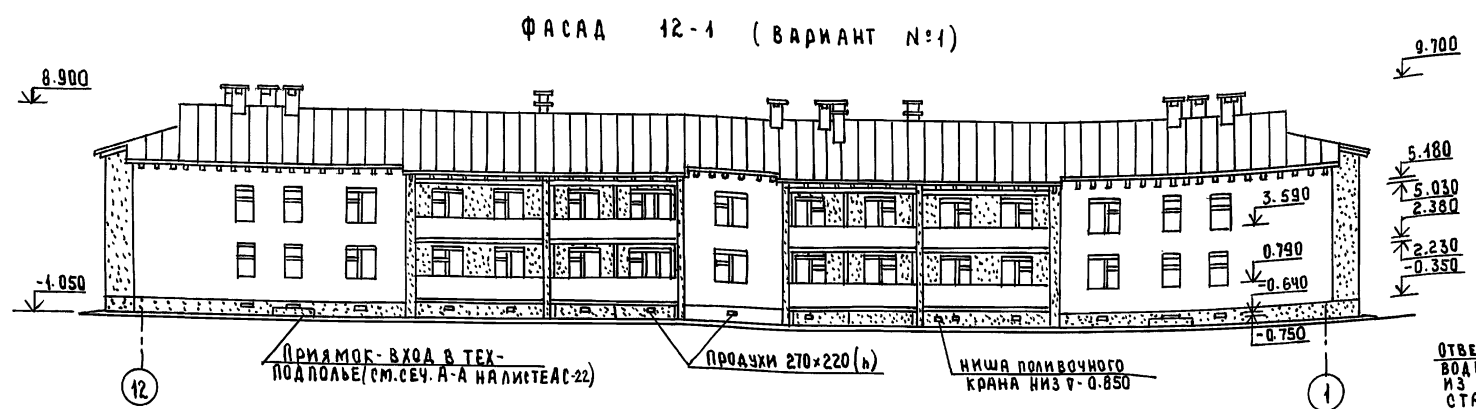 ФАСАД 12-1 (ВАРИАНТ №1)
8.900
9.700
5.180
5.030
3.590
2.380
2.230
0.790
-0.350
-1.050
-0.640
-0.750
ПРИЯМОК-ВХОД В ТЕХ-
ПОДПОЛЬЕ (СМ.СЕЧ. А-А НА ЛИСТЕ АС-22)
ПРОДУХИ 270×220(h)
НИША ПОЛИВОЧНОГО
КРАНА НИЗ ∇-0.850
12
1
ВОД
ИЗ